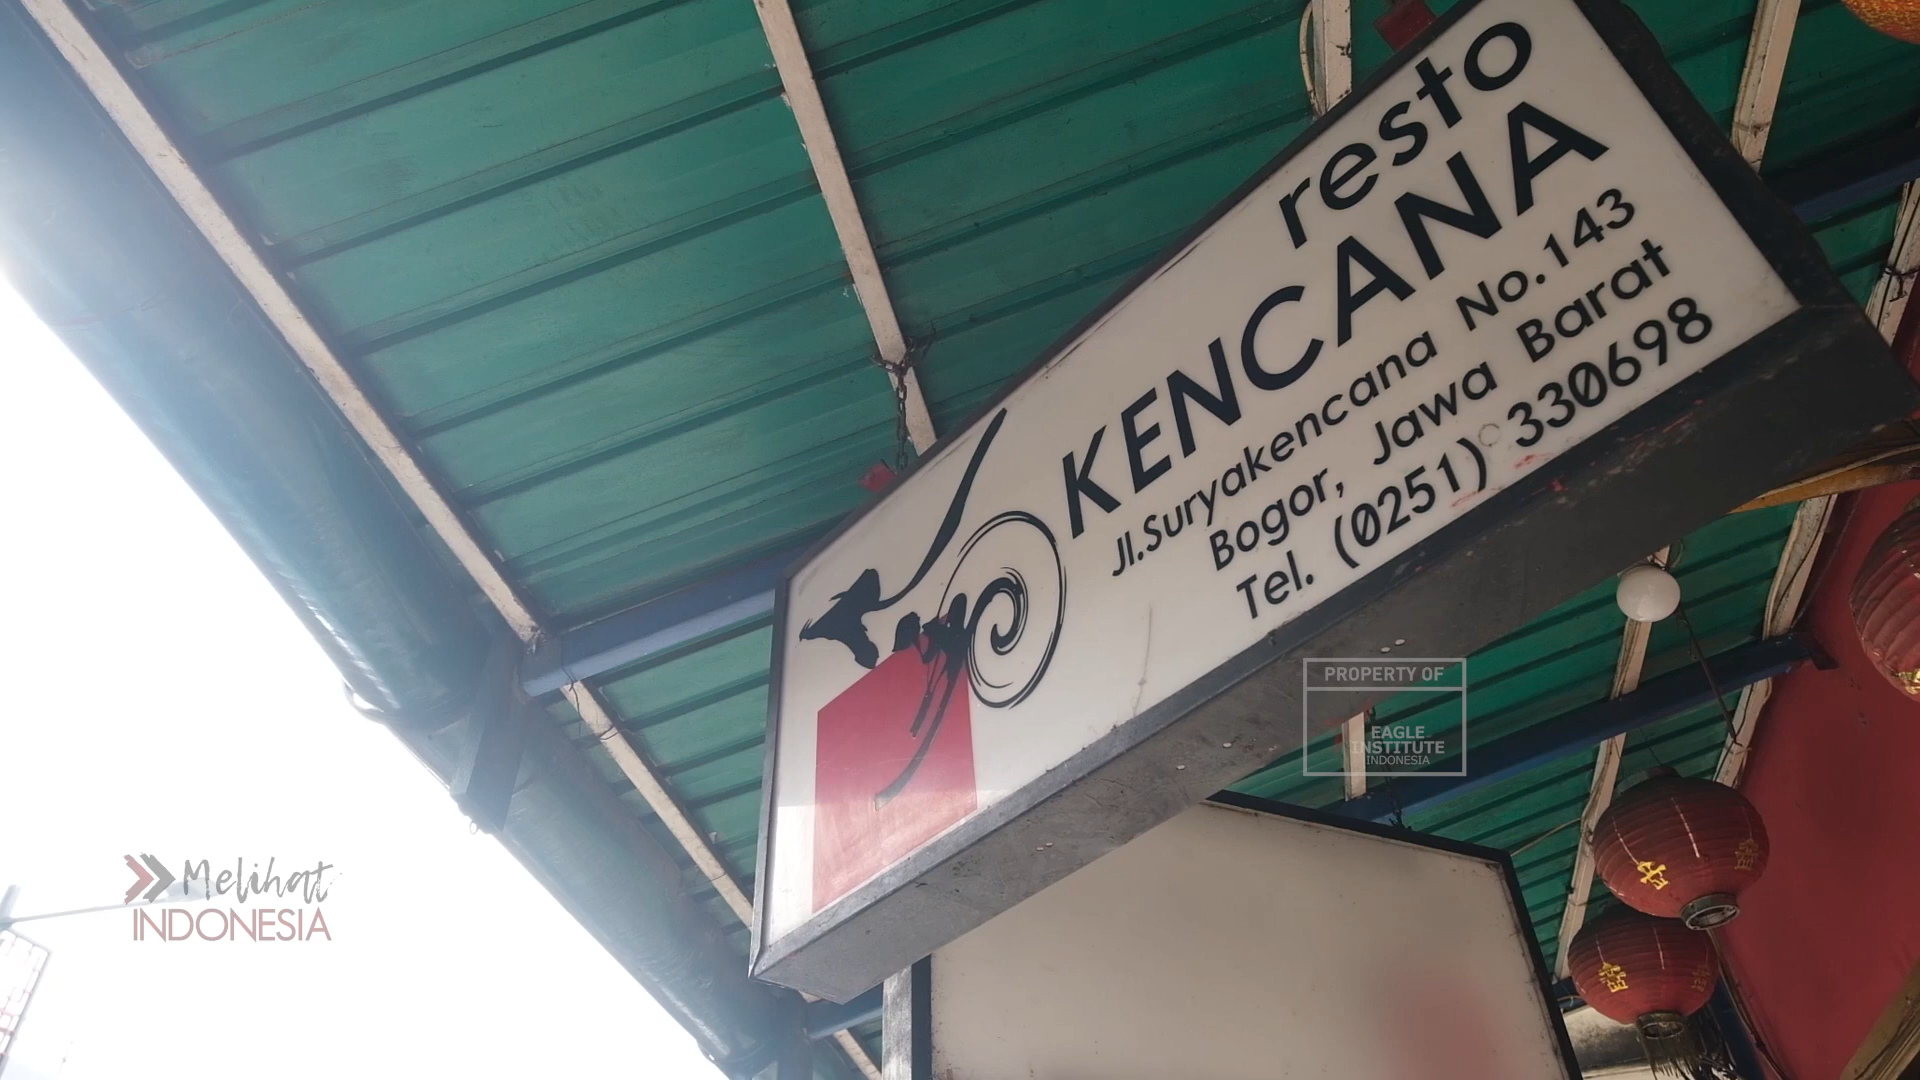 resto
KENCANA
Jl.Suryakencana No.143
Bogor, Jawa Barat
Tel. (0251) 330698
PROPERTY OF
EAGLE
INSTITUTE
INDONESIA
Melihat
INDONESIA